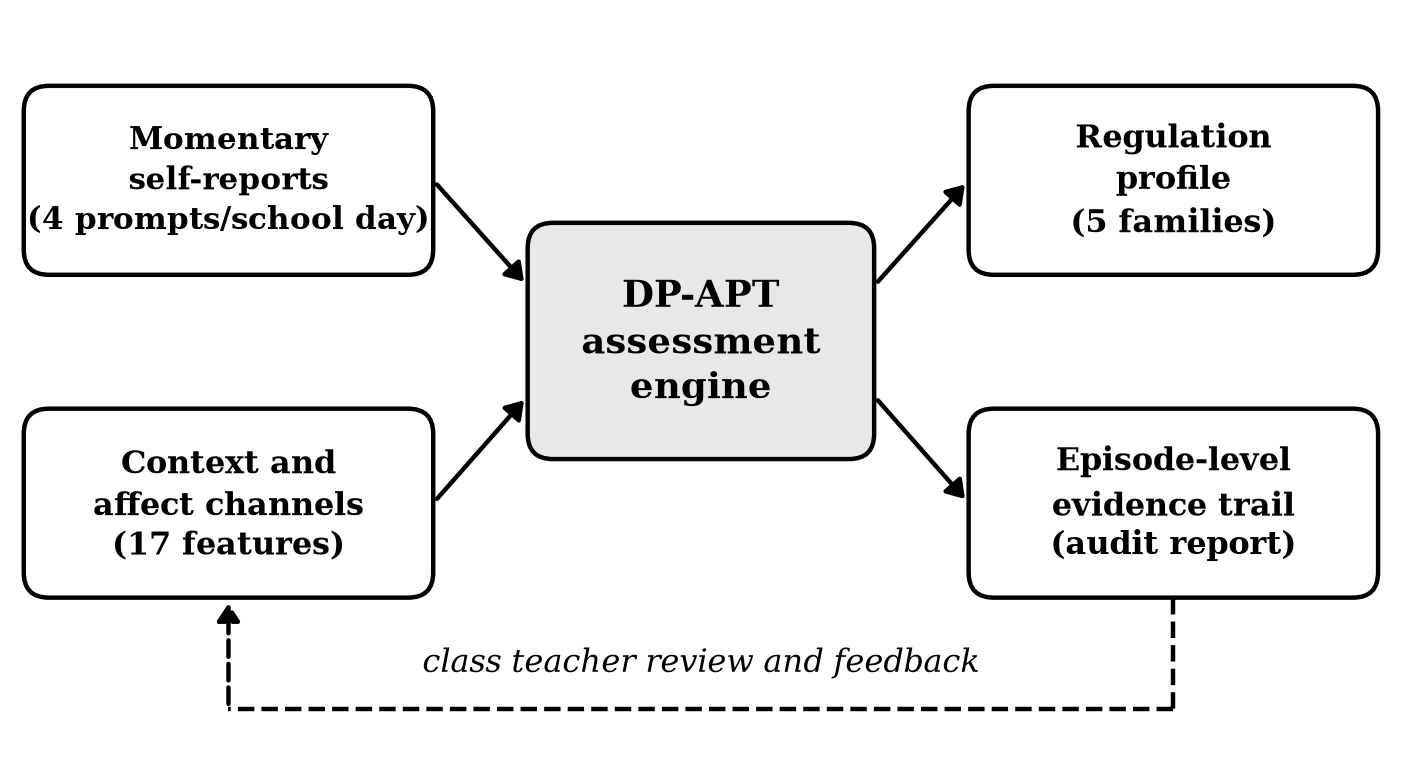 Momentary
self-reports
(4 prompts/school day)
Context and
affect channels
(17 features)
DP-APT
assessment
engine
Regulation
profile
(5 families)
Episode-level
evidence trail
(audit report)
class teacher review and feedback